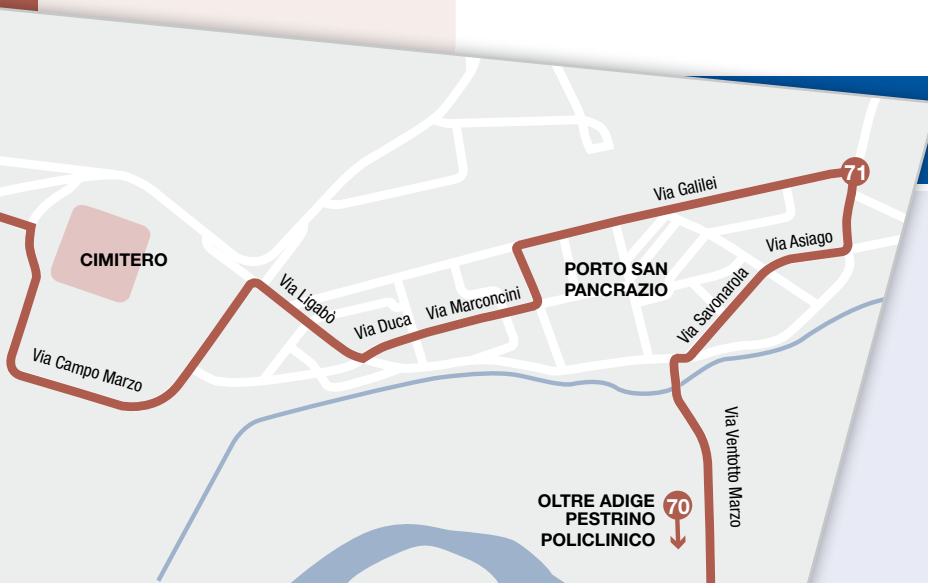 71
Via Galilei
Via Asiago
CIMITERO
PORTO SAN
PANCRAZIO
Via Ligabò
Via Duca
Via Marconcini
Via Savonarola
Via Campo Marzo
Via Ventotto Marzo
OLTRE ADIGE
PESTRINO
POLICLINICO
70